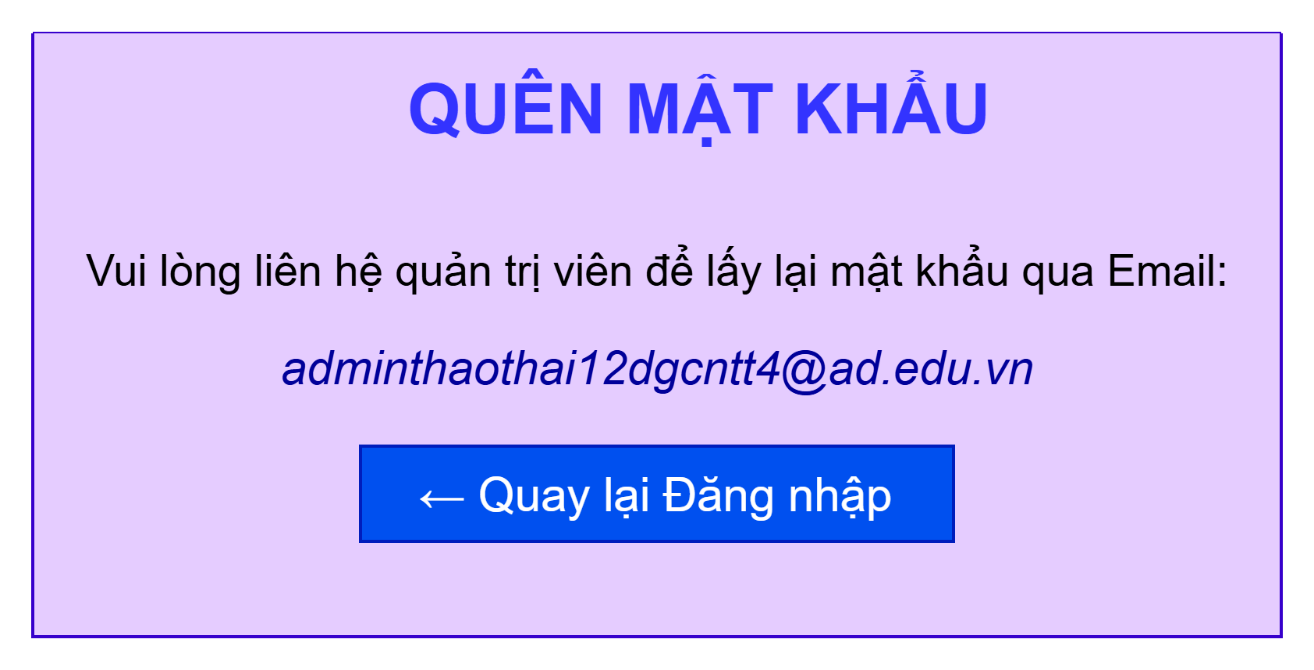 QUÊN MẬT KHẨU
Vui lòng liên hệ quản trị viên để lấy lại mật khẩu qua Email:
adminthaothai12dgcntt4@ad.edu.vn
← Quay lại Đăng nhập